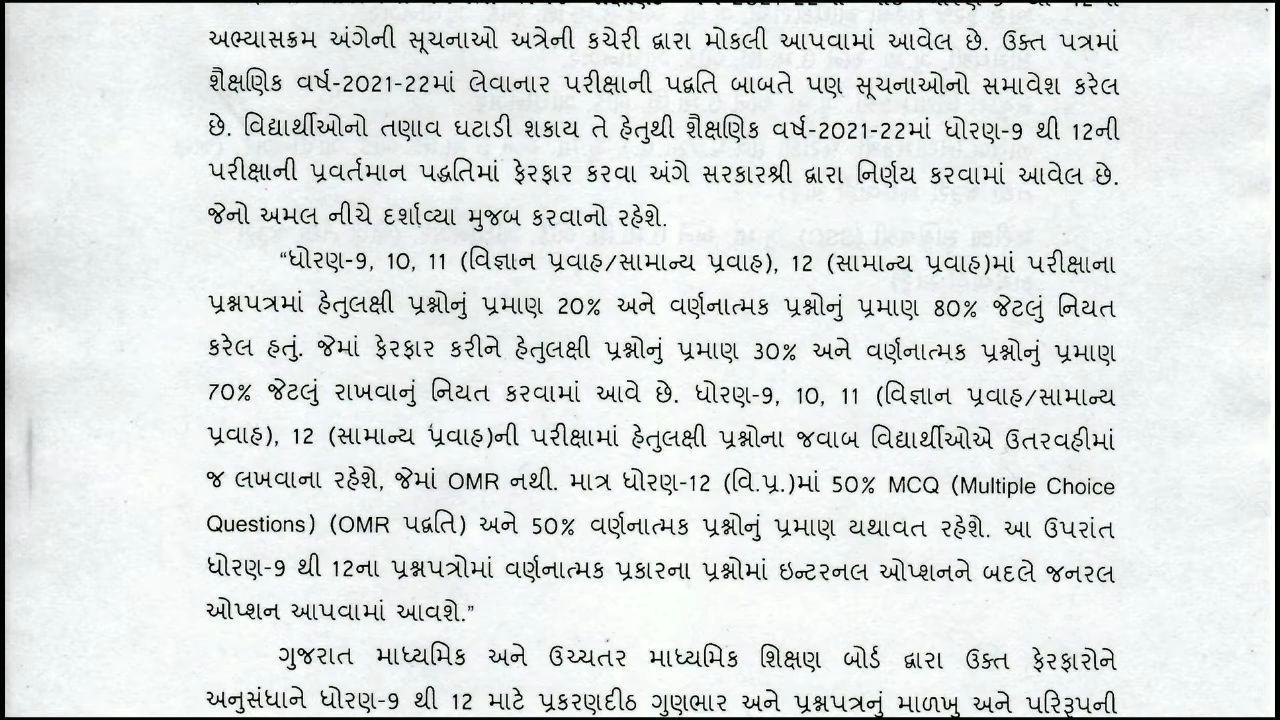 અભ્યાસક્રમ અંગેની સૂચનાઓ અત્રેની કચેરી દ્વારા મોકલી આપવામાં આવેલ છે. ઉક્ત પત્રમાં
શૈક્ષણિક વર્ષ-2021-22માં લેવાનાર પરીક્ષાની પદ્વતિ બાબતે પણ સૂચનાઓનો સમાવેશ કરેલ
છે. વિદ્યાર્થીઓનો તણાવ ઘટાડી શકાય તે હેતુથી શૈક્ષણિક વર્ષ-2021-22માં ધોરણ-9 થી 12ની
પરીક્ષાની પ્રવર્તમાન પદ્વતિમાં ફેરફાર કરવા અંગે સરકારશ્રી દ્વારા નિર્ણય કરવામાં આવેલ છે.
જેનો અમલ નીચે દર્શાવ્યા મુજબ કરવાનો રહેશે.
“ધોરણ-9, 10, 11 (વિજ્ઞાન પ્રવાહ/સામાન્ય પ્રવાહ), 12 (સામાન્ય પ્રવાહ)માં પરીક્ષાના
પ્રશ્નપત્રમાં હેતુલક્ષી પ્રશ્નોનું પ્રમાણ 20% અને વર્ણનાત્મક પ્રશ્નોનું પ્રમાણ 80% જેટલું નિયત
કરેલ હતું. જેમાં ફેરફાર કરીને હેતુલક્ષી પ્રશ્નોનું પ્રમાણ 30% અને વર્ણનાત્મક પ્રશ્નોનું પ્રમાણ
70% જેટલું રાખવાનું નિયત કરવામાં આવે છે. ધોરણ-9, 10, 11 (વિજ્ઞાન પ્રવાહ/સામાન્ય
પ્રવાહ), 12 (સામાન્ય પ્રવાહ)ની પરીક્ષામાં હેતુલક્ષી પ્રશ્નોના જવાબ વિદ્યાર્થીઓએ ઉતરવહીમાં
જ લખવાના રહેશે, જેમાં OMR નથી. માત્ર ધોરણ-12 (વિ.પ્ર.)માં 50% MCQ (Multiple Choice
Questions) (OMR પદ્વતિ) અને 50% વર્ણનાત્મક પ્રશ્નોનું પ્રમાણ યથાવત રહેશે. આ ઉપરાંત
ધોરણ-9 થી 12ના પ્રશ્નપત્રોમાં વર્ણનાત્મક પ્રકારના પ્રશ્નોમાં ઇન્ટરનલ ઓપ્શનને બદલે જનરલ
ઓપ્શન આપવામાં આવશે.”
ગુજરાત માધ્યમિક અને ઉચ્ચતર માધ્યમિક શિક્ષણ બોર્ડ દ્વારા ઉક્ત ફેરફારોને
અનુસંધાને ધોરણ-9 થી 12 માટે પ્રકરણદીઠ ગુણભાર અને પ્રશ્નપત્રનું માળખુ અને પરિરૂપની